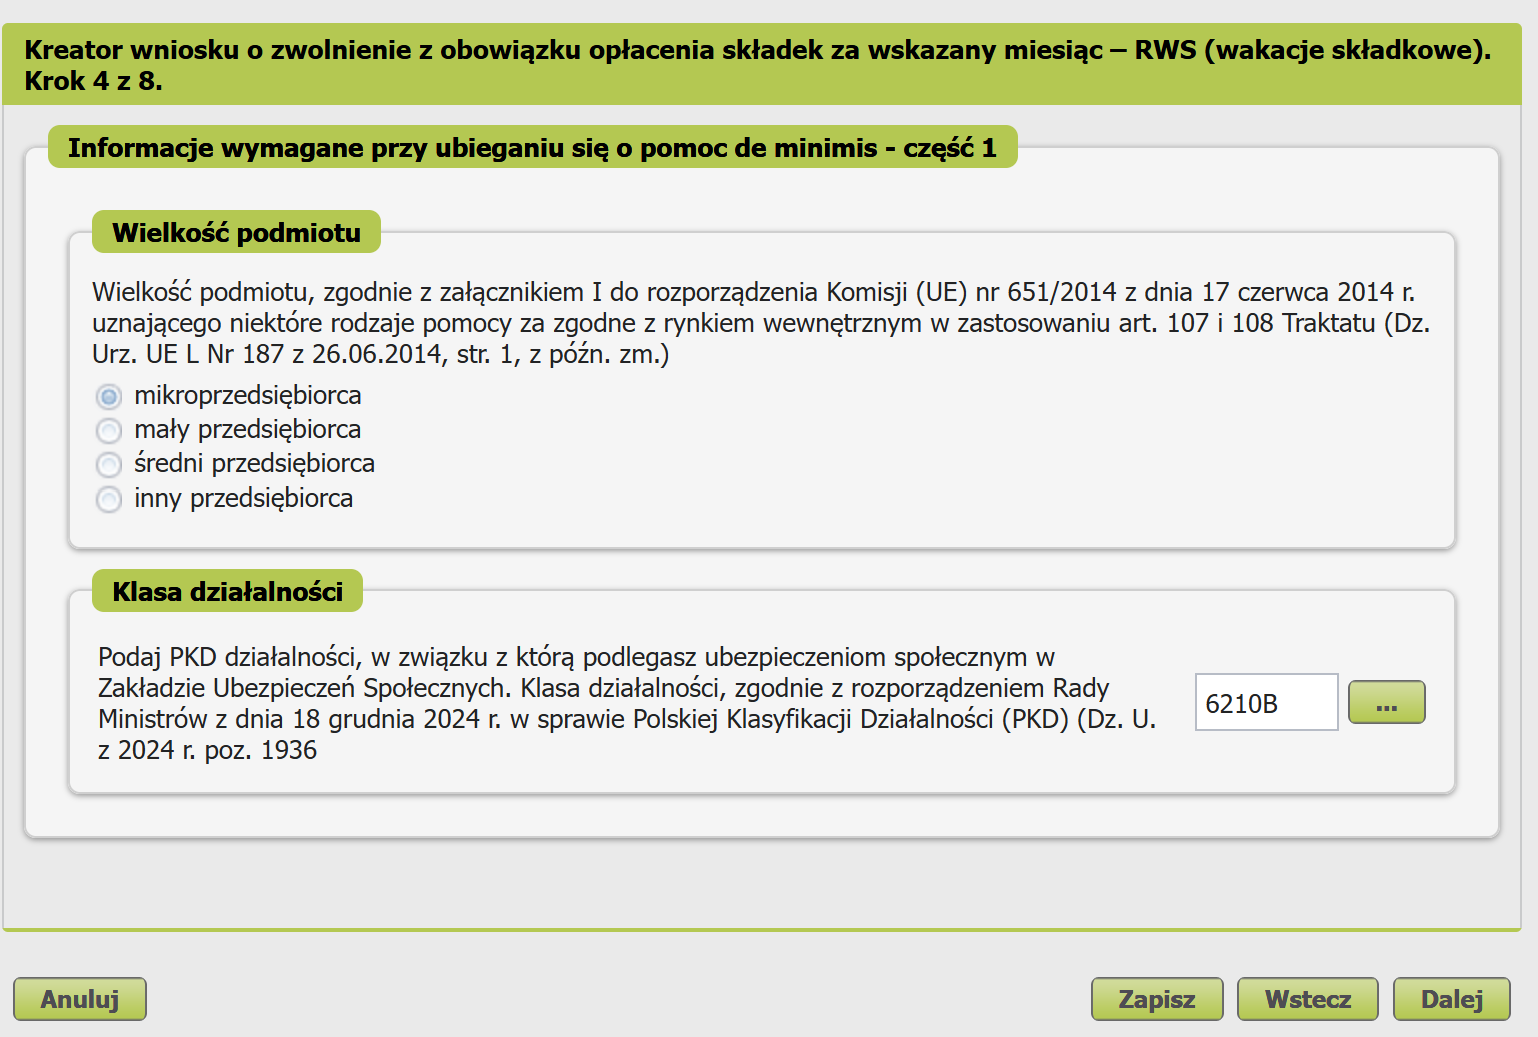 Kreator wniosku o zwolnienie z obowiązku opłacenia składek za wskazany miesiąc – RWS (wakacje składkowe).
Krok 4 z 8.
Informacje wymagane przy ubieganiu się o pomoc de minimis - część 1
Wielkość podmiotu
Wielkość podmiotu, zgodnie z załącznikiem I do rozporządzenia Komisji (UE) nr 651/2014 z dnia 17 czerwca 2014 r.
uznającego niektóre rodzaje pomocy za zgodne z rynkiem wewnętrznym w zastosowaniu art. 107 i 108 Traktatu (Dz.
Urz. UE L Nr 187 z 26.06.2014, str. 1, z późn. zm.)
mikroprzedsiębiorca
mały przedsiębiorca
średni przedsiębiorca
inny przedsiębiorca
Klasa działalności
Podaj PKD działalności, w związku z którą podlegasz ubezpieczeniom społecznym w
Zakładzie Ubezpieczeń Społecznych. Klasa działalności, zgodnie z rozporządzeniem Rady
Ministrów z dnia 18 grudnia 2024 r. w sprawie Polskiej Klasyfikacji Działalności (PKD) (Dz. U.
z 2024 r. poz. 1936
6210B
...
Anuluj
Zapisz
Wstecz
Dalej